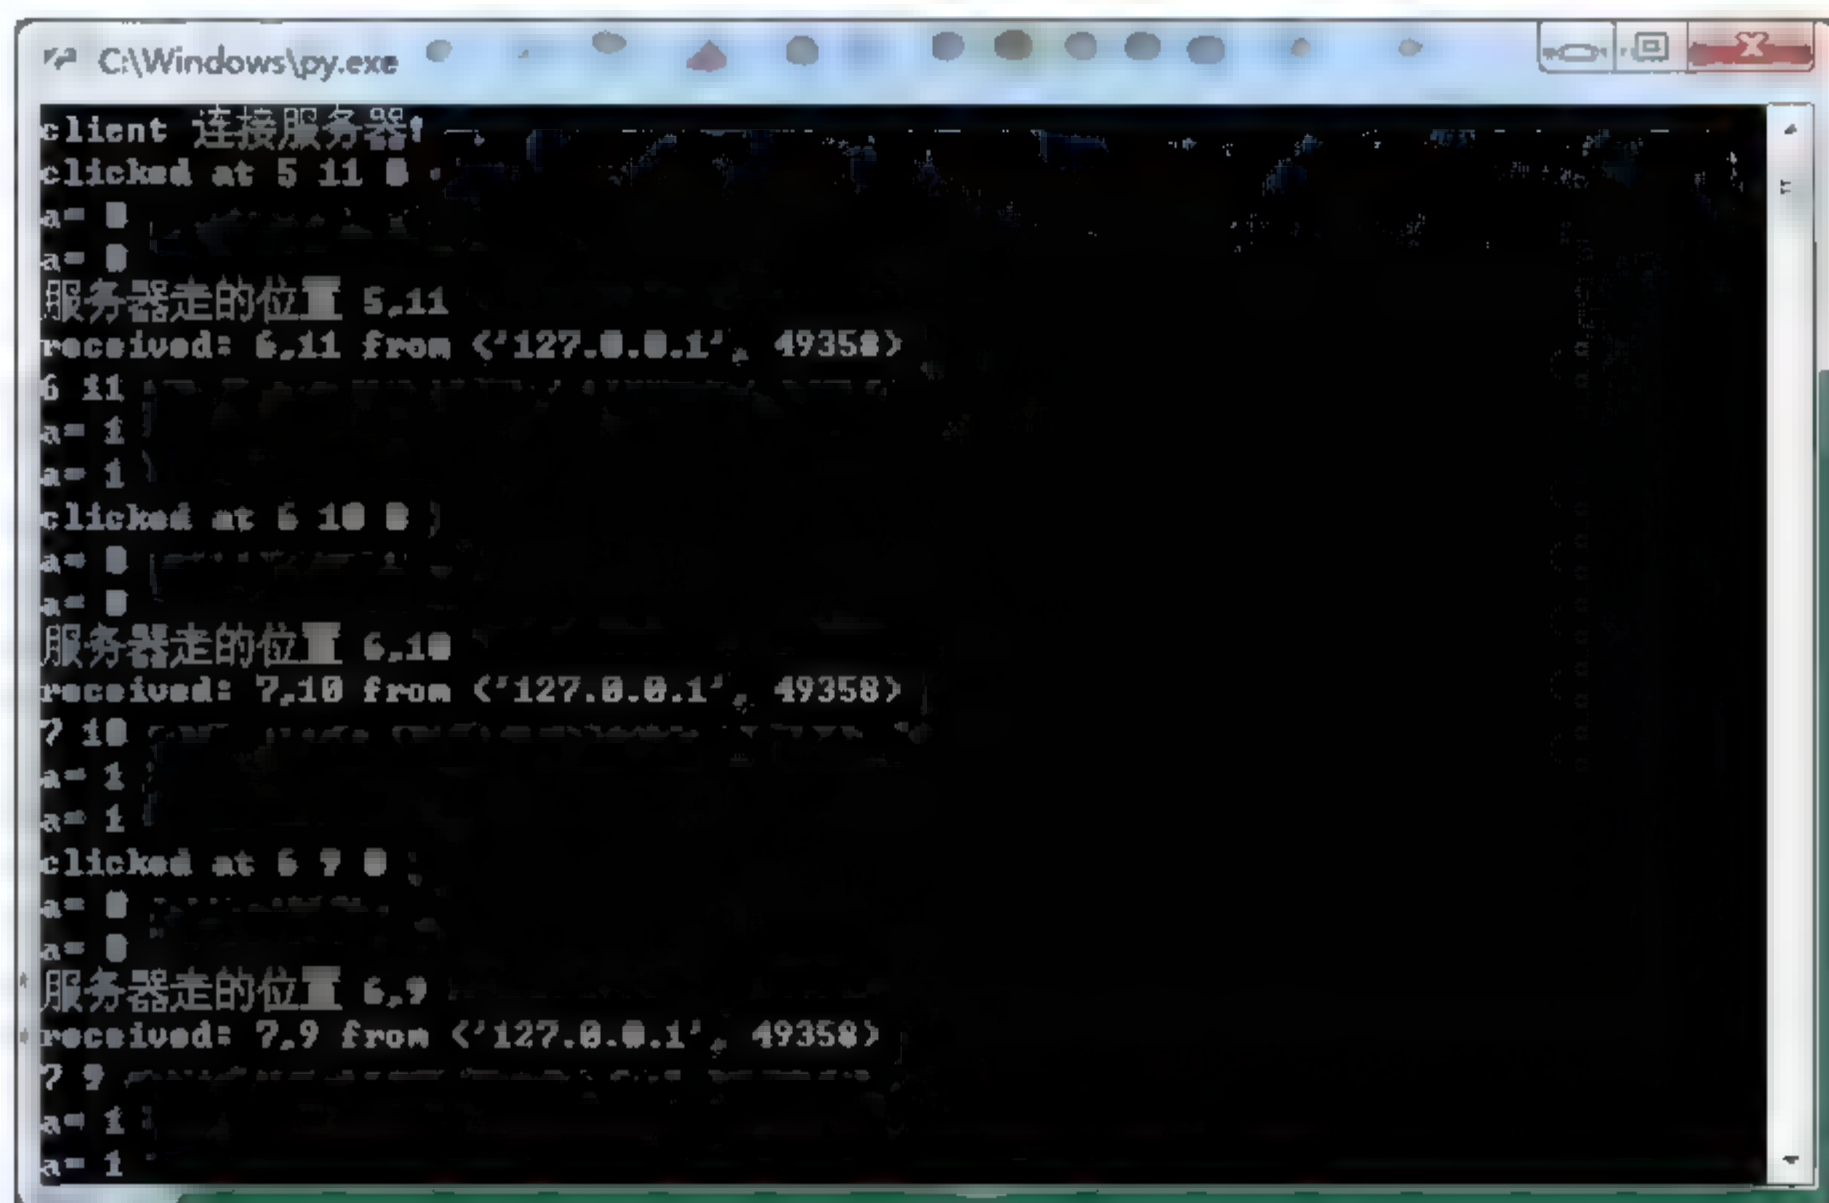 C:\Windows\py.exe
client 连接服务器!
clicked at 5 11 0
a= 0
a= 0
服务器走的位置 5,11
received: 6,11 from ('127.0.0.1', 49358)
6 11
a= 1
a= 1
clicked at 6 10 0
a= 0
a= 0
服务器走的位置 6,10
received: 7,10 from ('127.0.0.1', 49358)
7 10
a= 1
a= 1
clicked at 6 9 0
a= 0
a= 0
服务器走的位置 6,9
received: 7,9 from ('127.0.0.1', 49358)
7 9
a= 1
a= 1